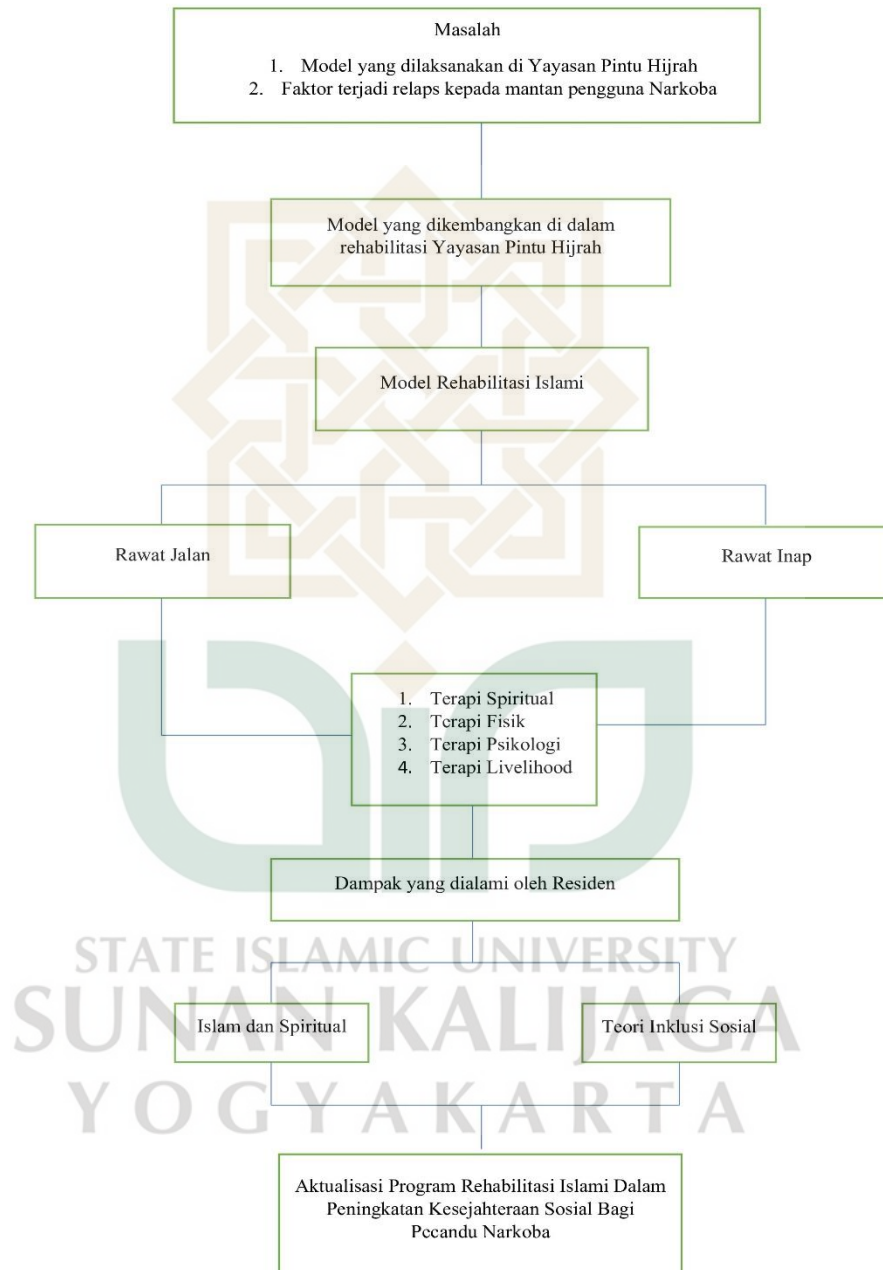 Masalah
1. Model yang dilaksanakan di Yayasan Pintu Hijrah
2. Faktor terjadi relaps kepada mantan pengguna Narkoba
Model yang dikembangkan di dalam
rehabilitasi Yayasan Pintu Hijrah
Model Rehabilitasi Islami
Rawat Jalan
Rawat Inap
1. Terapi Spiritual
2. Terapi Fisik
3. Terapi Psikologi
4. Terapi Livelihood
Dampak yang dialami oleh Residen
STATE ISLAMIC UNIVERSITY
SUNAN KALIJAGA
YOGYAKARTA
Islam dan Spiritual
Teori Inklusi Sosial
Aktualisasi Program Rehabilitasi Islami Dalam
Peningkatan Kesejahteraan Sosial Bagi
Pecandu Narkoba